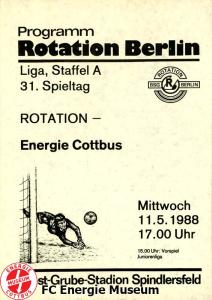 Programm
Rotation Berlin
Liga, Staffel A
31. Spieltag
ROTATION
BSG BERLIN
ROTATION –
Energie Cottbus
Mittwoch
11.5.1988
17.00 Uhr
15.00 Uhr: Vorspiel
Juniorenliga
st-Grube-Stadion Spindlersfeld
ENERGIE
MUSEUM
COTTBUS
FC Energie Museum